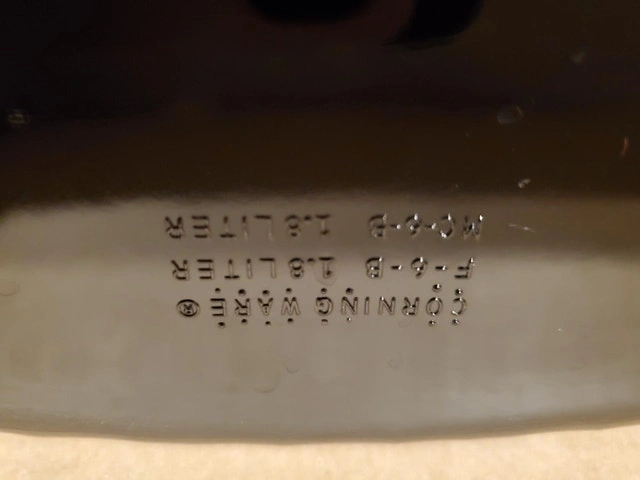 CORNING WARE®
F-6-B 1.8 LITER
MC-6-B 1.8 LITER